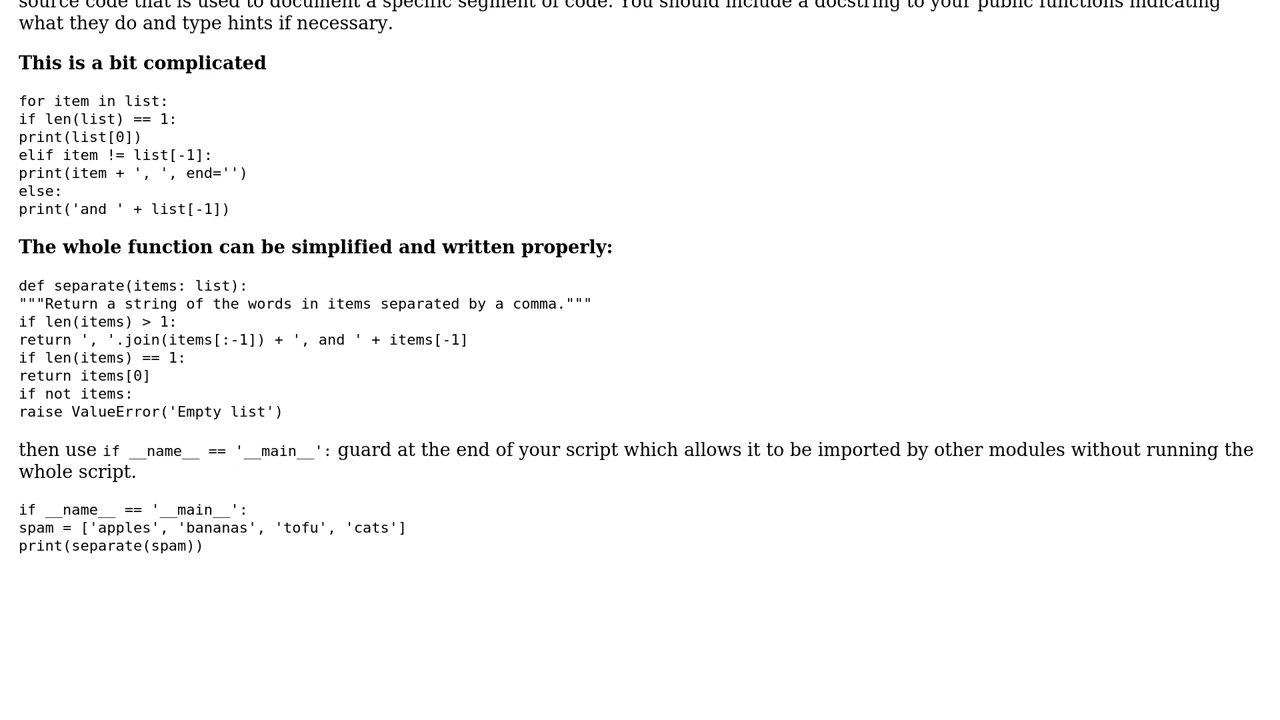 source code that is used to document a specific segment of code. You should include a docstring to your public functions indicating
what they do and type hints if necessary.
This is a bit complicated
for item in list:
if len(list) == 1:
print(list[0])
elif item != list[-1]:
print(item + ', ', end='')
else:
print('and ' + list[-1])
The whole function can be simplified and written properly:
def separate(items: list):
"""Return a string of the words in items separated by a comma."""
if len(items) > 1:
return ', '.join(items[:-1]) + ', and ' + items[-1]
if len(items) == 1:
return items[0]
if not items:
raise ValueError('Empty list')
then use if __name__ == '__main__': guard at the end of your script which allows it to be imported by other modules without running the
whole script.
if __name__ == '__main__':
spam = ['apples', 'bananas', 'tofu', 'cats']
print(separate(spam))